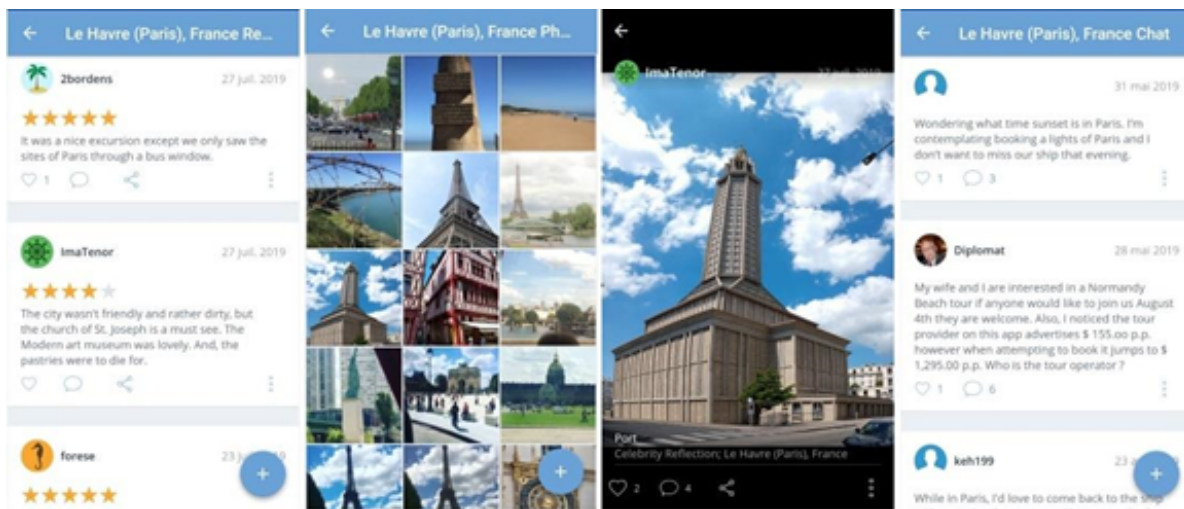 Le Havre (Paris), France Re...
2bordens
27 juil. 2019
It was a nice excursion except we only saw the
sites of Paris through a bus window.
1
ImaTenor
27 juil. 2019
The city wasn't friendly and rather dirty, but
the church of St. Joseph is a must see. The
Modern art museum was lovely. And, the
pastries were to die for.
forese
23 j
9
+
Le Havre (Paris), France Ph...
+
ImaTenor
27 juil. 2019
Port
Celebrity Reflection; Le Havre (Paris), France
2
4
Le Havre (Paris), France Chat
31 mai 2019
Wondering what time sunset is in Paris. I'm
contemplating booking a lights of Paris and I
don't want to miss our ship that evening.
1
3
Diplomat
28 mai 2019
My wife and I are interested in a Normandy
Beach tour if anyone would like to join us August
4th they are welcome. Also, I noticed the tour
provider on this app advertises $ 155.oo p.p.
however when attempting to book it jumps to $
1,295.00 p.p. Who is the tour operator ?
1
6
keh199
23 a
9
+
While in Paris, I'd love to come back to the ship